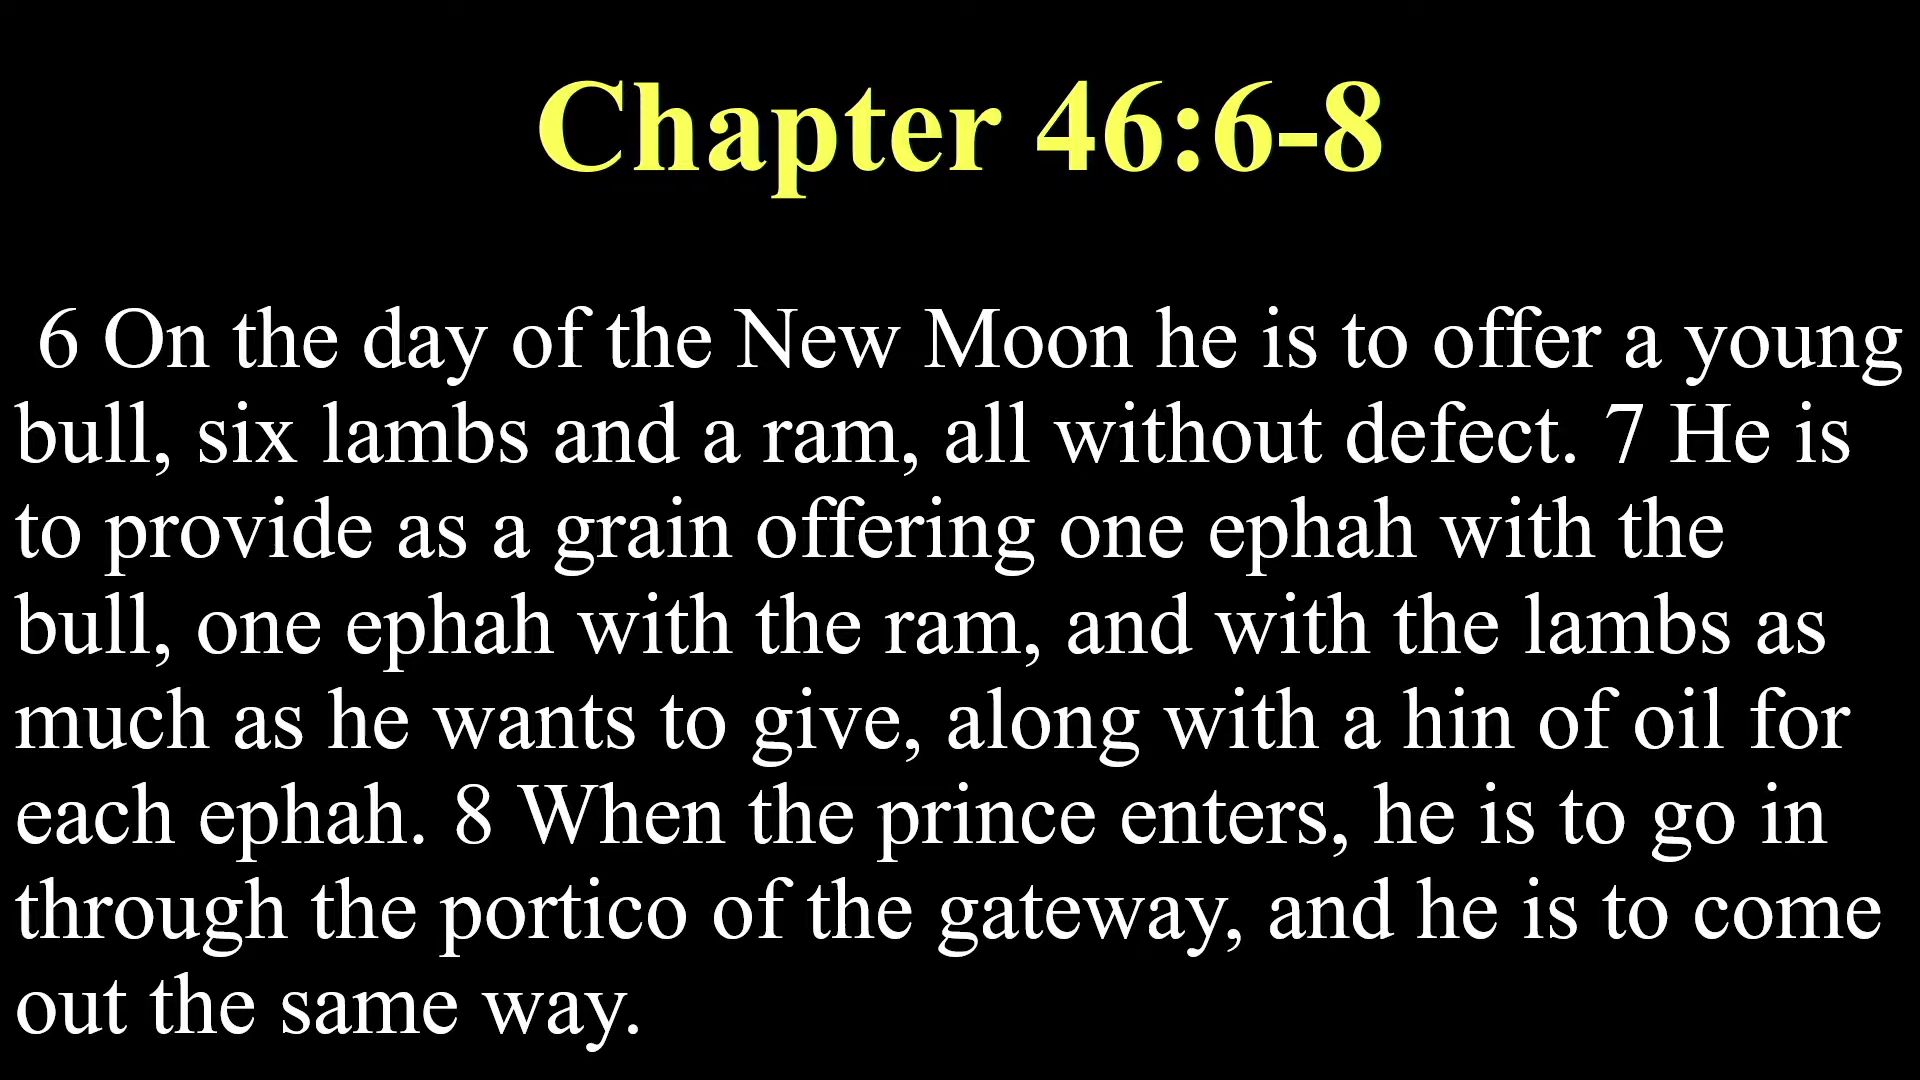 Chapter 46:6-8
6 On the day of the New Moon he is to offer a young
bull, six lambs and a ram, all without defect. 7 He is
to provide as a grain offering one ephah with the
bull, one ephah with the ram, and with the lambs as
much as he wants to give, along with a hin of oil for
each ephah. 8 When the prince enters, he is to go in
through the portico of the gateway, and he is to come
out the same way.